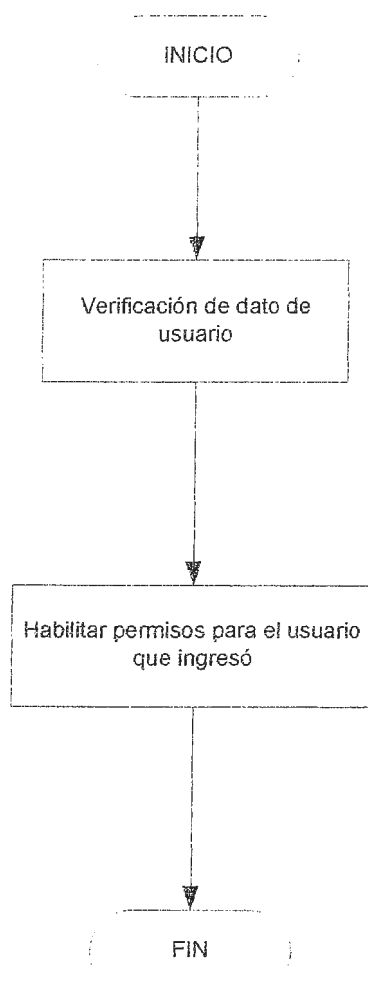 INICIO
Verificación de dato de
usuario
Habilitar permisos para el usuario
que ingresó
FIN